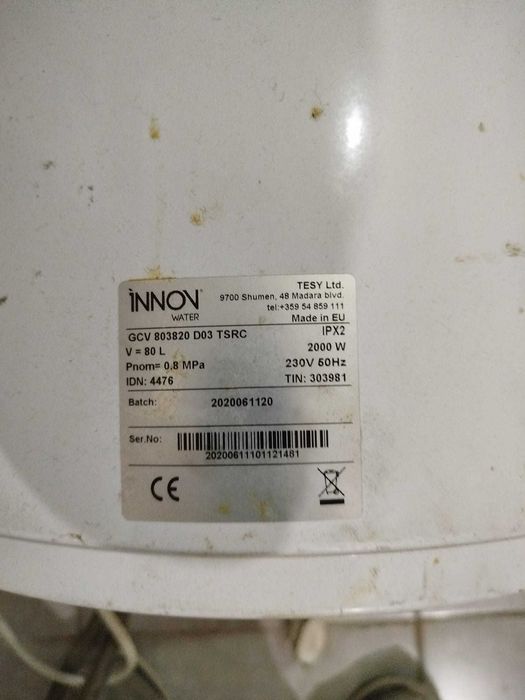 INNOV
WATER
TESY Ltd.
9700 Shumen, 48 Madara blvd.
tel:+359 54 859 111
Made in EU
GCV 803820 D03 TSRC IPX2
V = 80 L 2000 W
Pnom= 0,8 MPa 230V 50Hz
IDN: 4476 TIN: 303981
Batch: 2020061120
Ser.No:
20200611101121481
CE